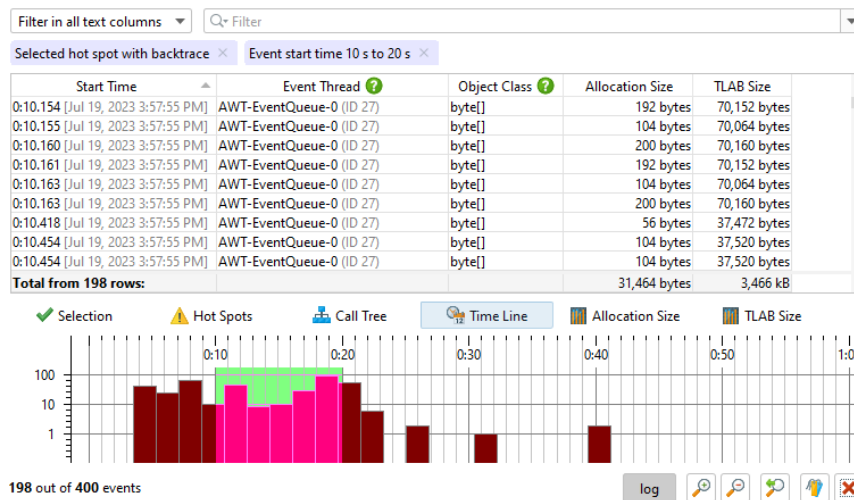 Filter in all text columns Filter
Selected hot spot with backtrace × Event start time 10 s to 20 s ×
Start Time Event Thread ? Object Class ? Allocation Size TLAB Size
0:10.154 [Jul 19, 2023 3:57:55 PM] AWT-EventQueue-0 (ID 27) byte[] 192 bytes 70,152 bytes
0:10.155 [Jul 19, 2023 3:57:55 PM] AWT-EventQueue-0 (ID 27) byte[] 104 bytes 70,064 bytes
0:10.160 [Jul 19, 2023 3:57:55 PM] AWT-EventQueue-0 (ID 27) byte[] 200 bytes 70,160 bytes
0:10.161 [Jul 19, 2023 3:57:55 PM] AWT-EventQueue-0 (ID 27) byte[] 192 bytes 70,152 bytes
0:10.163 [Jul 19, 2023 3:57:55 PM] AWT-EventQueue-0 (ID 27) byte[] 104 bytes 70,064 bytes
0:10.163 [Jul 19, 2023 3:57:55 PM] AWT-EventQueue-0 (ID 27) byte[] 200 bytes 70,160 bytes
0:10.418 [Jul 19, 2023 3:57:55 PM] AWT-EventQueue-0 (ID 27) byte[] 56 bytes 37,472 bytes
0:10.454 [Jul 19, 2023 3:57:55 PM] AWT-EventQueue-0 (ID 27) byte[] 104 bytes 37,520 bytes
0:10.454 [Jul 19, 2023 3:57:55 PM] AWT-EventQueue-0 (ID 27) byte[] 104 bytes 37,520 bytes
Total from 198 rows: 31,464 bytes 3,466 kB
Selection Hot Spots Call Tree Time Line Allocation Size TLAB Size
0:10 0:20 0:30 0:40 0:50 1:0
100
10
1
198 out of 400 events log